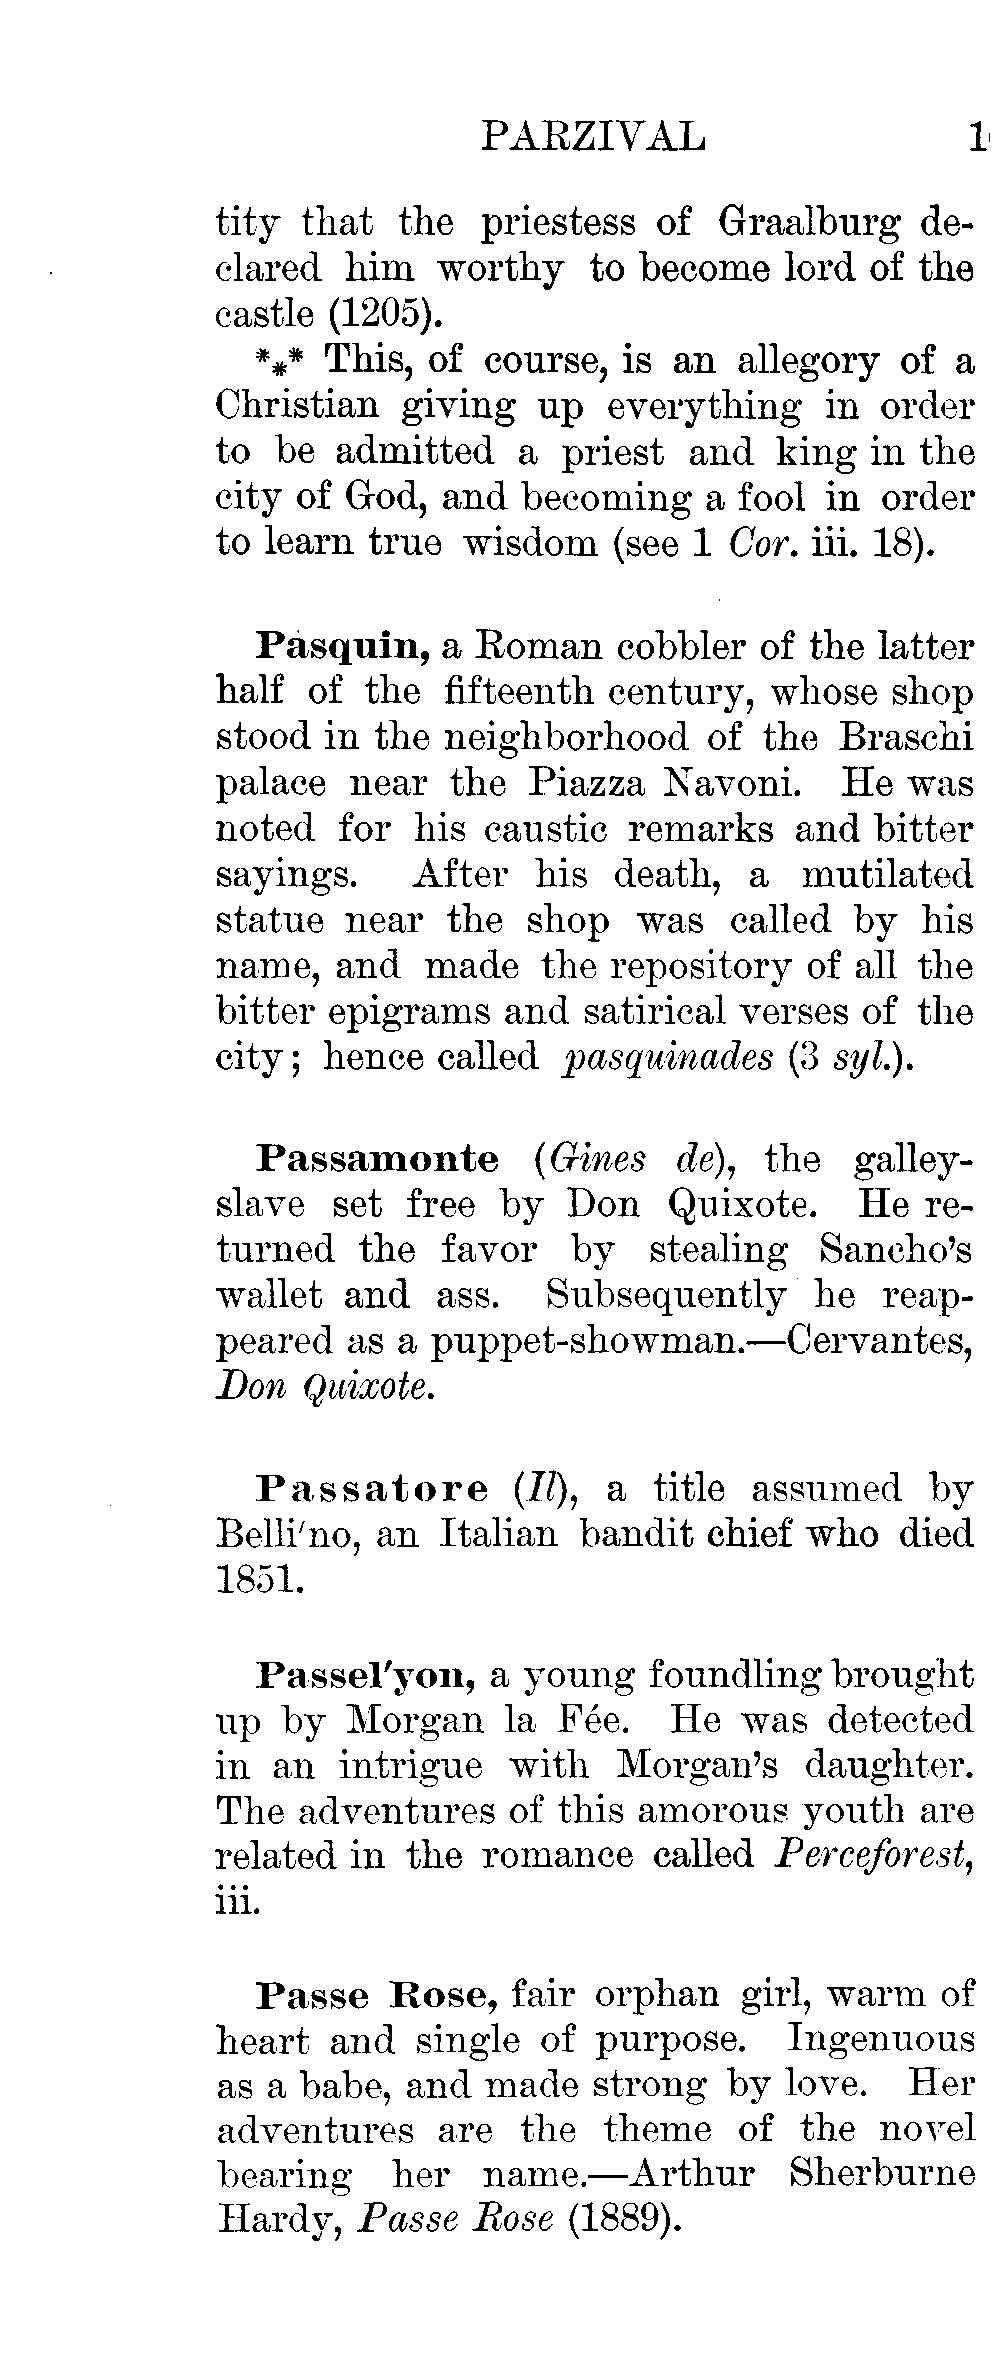 PARZIVAL
tity that the priestess of Graalburg de-
clared him worthy to become lord of the
castle (1205).
*⁎* This, of course, is an allegory of a
Christian giving up everything in order
to be admitted a priest and king in the
city of God, and becoming a fool in order
to learn true wisdom (see 1 Cor. iii. 18).
Pasquin, a Roman cobbler of the latter
half of the fifteenth century, whose shop
stood in the neighborhood of the Braschi
palace near the Piazza Navoni. He was
noted for his caustic remarks and bitter
sayings. After his death, a mutilated
statue near the shop was called by his
name, and made the repository of all the
bitter epigrams and satirical verses of the
city; hence called pasquinades (3 syl.).
Passamonte (Gines de), the galley-
slave set free by Don Quixote. He re-
turned the favor by stealing Sancho's
wallet and ass. Subsequently he reap-
peared as a puppet-showman.—Cervantes,
Don Quixote.
Passatore (Il), a title assumed by
Belli'no, an Italian bandit chief who died
1851.
Passel'yon, a young foundling brought
up by Morgan la Fée. He was detected
in an intrigue with Morgan's daughter.
The adventures of this amorous youth are
related in the romance called Perceforest,
iii.
Passe Rose, fair orphan girl, warm of
heart and single of purpose. Ingenuous
as a babe, and made strong by love. Her
adventures are the theme of the novel
bearing her name.—Arthur Sherburne
Hardy, Passe Rose (1889).